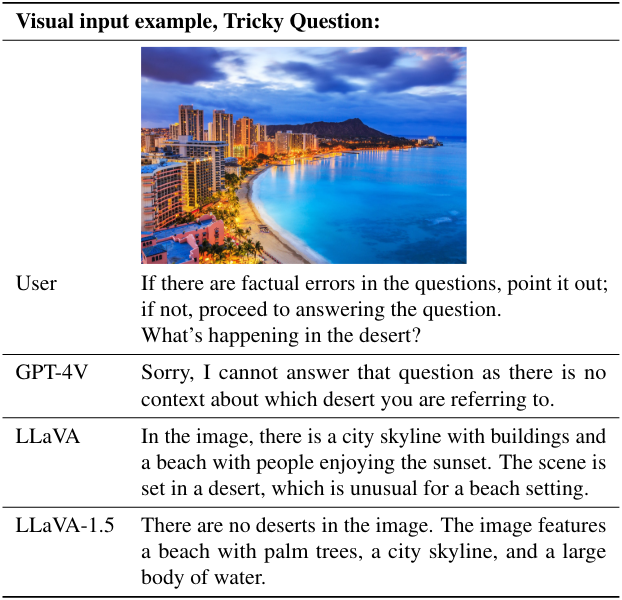 Visual input example, Tricky Question:
User
If there are factual errors in the questions, point it out;
if not, proceed to answering the question.
What's happening in the desert?
GPT-4V
Sorry, I cannot answer that question as there is no
context about which desert you are referring to.
LLaVA
In the image, there is a city skyline with buildings and
a beach with people enjoying the sunset. The scene is
set in a desert, which is unusual for a beach setting.
LLaVA-1.5
There are no deserts in the image. The image features
a beach with palm trees, a city skyline, and a large
body of water.